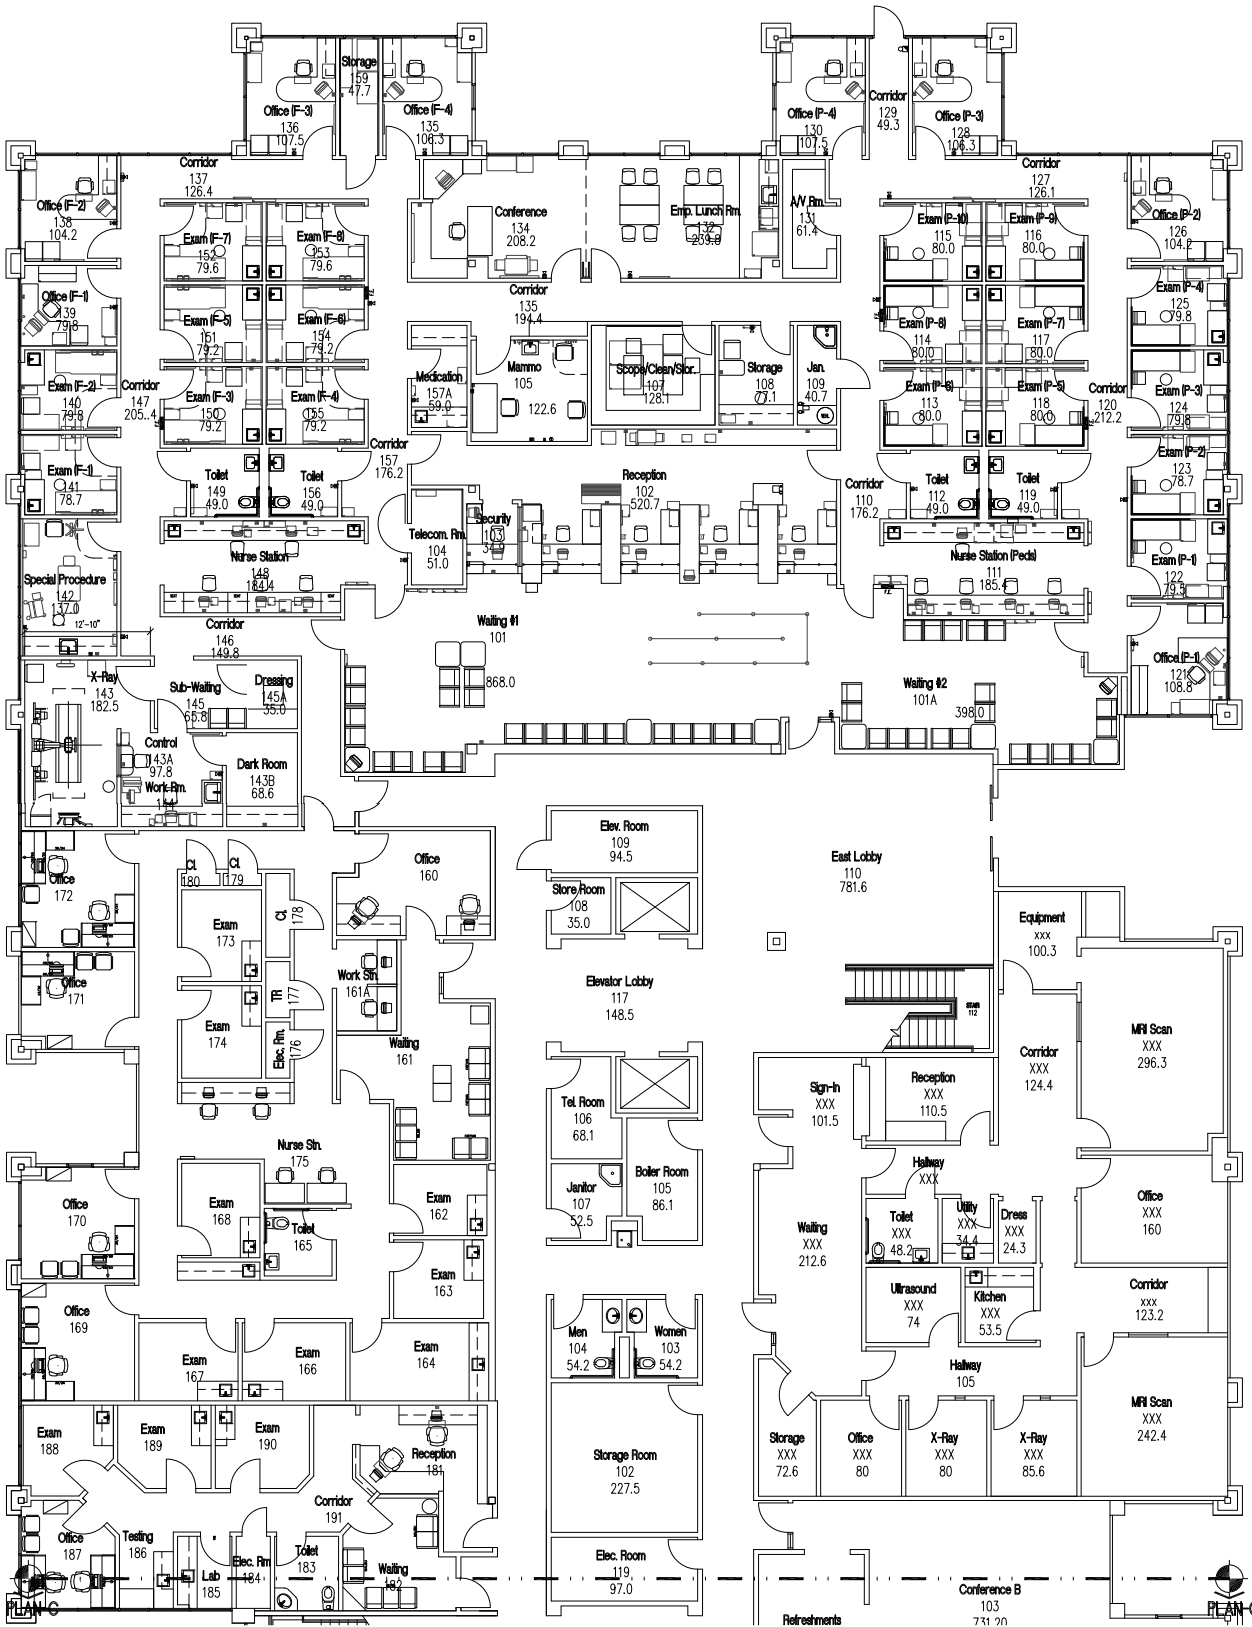 Storage
159
47.7
Office (F-3)
136
107.5
Office (F-4)
135
106.3
Office (P-4)
130
107.5
Corridor
129
49.3
Office (P-3)
128
106.3
Corridor
137
126.4
Corridor
127
126.1
Office (F-2)
138
104.2
Exam (F-7)
152
79.6
Exam (F-8)
153
79.6
Conference
134
208.2
Emp. Lunch Rm.
132
239.8
A/V Rm.
131
61.4
Exam (P-10)
115
80.0
Exam (P-9)
116
80.0
Office (P-2)
126
104.2
Office (F-1)
139
79.8
Exam (F-5)
151
79.2
Exam (F-6)
154
79.2
Corridor
135
194.4
Exam (P-8)
114
80.0
Exam (P-7)
117
80.0
Exam (P-4)
125
79.8
Exam (F-2)
140
79.8
Corridor
147
205..4
Exam (F-3)
150
79.2
Exam (F-4)
155
79.2
Medication
157A
59.0
Mammo
105
122.6
Scope/Clean/Stor..
107
128.1
Storage
108
77.1
Jan.
109
40.7
Exam (P-6)
113
80.0
Exam (P-5)
118
80.0
Corridor
120
212.2
Exam (P-3)
124
79.8
Exam (F-1)
141
78.7
Toilet
149
49.0
Toilet
156
49.0
Corridor
157
176.2
Reception
102
520.7
Corridor
110
176.2
Toilet
112
49.0
Toilet
119
49.0
Exam (P-2)
123
78.7
Special Procedure
142
137.0
12'-10"
Nurse Station
148
184.4
Telecom. Rm.
104
51.0
Security
103
34.9
Nurse Station (Peds)
111
185.4
F.E.
Exam (P-1)
122
79.5
Corridor
146
149.8
Waiting #1
101
868.0
Waiting #2
101A
398.0
Office (P-1)
121
108.8
X-Ray
143
182.5
Sub-Waiting
145
65.8
Dressing
145A
35.0
Control
143A
97.8
Work Rm.
144
Dark Room
143B
68.6
Elev. Room
109
94.5
East Lobby
110
781.6
Office
172
Cl.
180
Cl.
179
Office
160
Store Room
108
35.0
Exam
173
Cl.
178
Equipment
xxx
100.3
Office
171
Work Stn.
161A
Elevator Lobby
117
148.5
STAIR
112
Exam
174
TR
177
Elec. Rm.
176
Waiting
161
MRI Scan
XXX
296.3
Corridor
XXX
124.4
Sign-In
XXX
101.5
Reception
XXX
110.5
Tel. Room
106
68.1
Nurse Stn.
175
Boiler Room
105
86.1
Janitor
107
52.5
Hallway
XXX
Office
170
Exam
168
Toilet
165
Exam
162
Waiting
XXX
212.6
Toilet
XXX
48.2
Utility
XXX
34.4
Dress
XXX
24.3
Office
XXX
160
Exam
163
Ultrasound
XXX
74
Kitchen
XXX
53.5
Corridor
xxx
123.2
Office
169
Exam
167
Exam
166
Exam
164
Men
104
54.2
Women
103
54.2
Hallway
105
MRI Scan
XXX
242.4
Exam
188
Exam
189
Exam
190
Reception
181
Storage Room
102
227.5
Storage
XXX
72.6
Office
XXX
80
X-Ray
XXX
80
X-Ray
XXX
85.6
Corridor
191
Office
187
Testing
186
Lab
185
Elec. Rm
184
Toilet
183
Waiting
182
Elec. Room
119
97.0
Conference B
103
731.20
Refreshments
PLAN-C